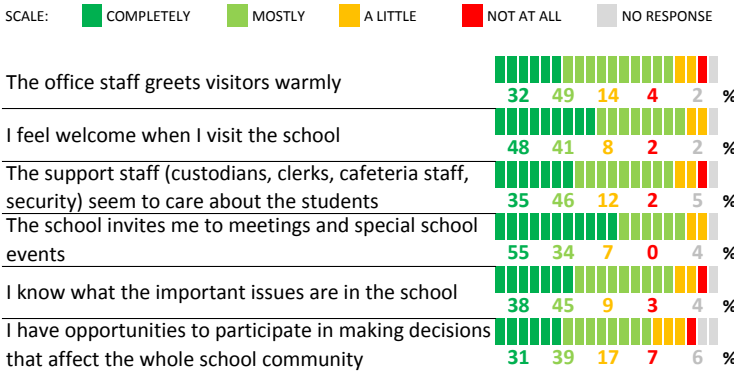 SCALE: COMPLETELY MOSTLY A LITTLE NOT AT ALL NO RESPONSE
The office staff greets visitors warmly
32 49 14 4 2 %
I feel welcome when I visit the school
48 41 8 2 2 %
The support staff (custodians, clerks, cafeteria staff,
security) seem to care about the students
35 46 12 2 5 %
The school invites me to meetings and special school
events
55 34 7 0 4 %
I know what the important issues are in the school
38 45 9 3 4 %
I have opportunities to participate in making decisions
that affect the whole school community
31 39 17 7 6 %